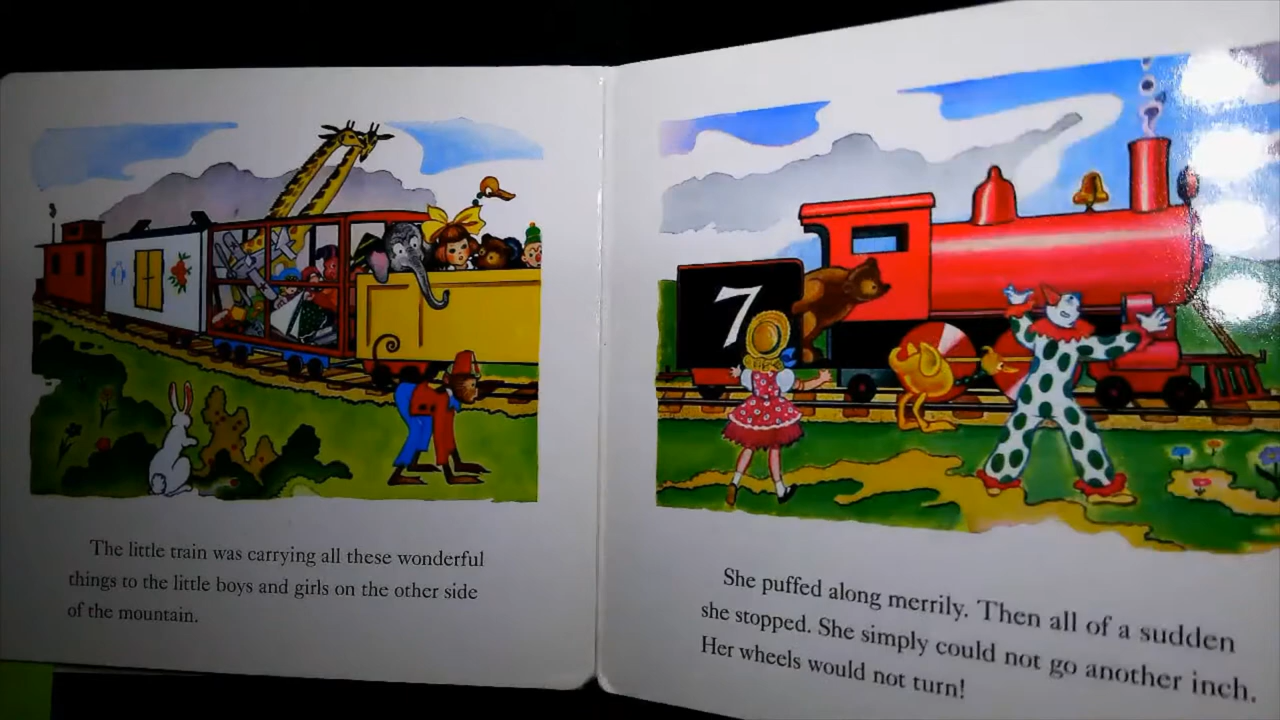 The little train was carrying all these wonderful
things to the little boys and girls on the other side
of the mountain.
7
She puffed along merrily. Then all of a sudden
she stopped. She simply could not go another inch.
Her wheels would not turn!